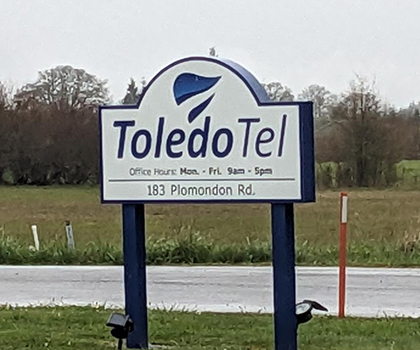 ToledoTel
Office Hours: Mon. - Fri. 9am - 5pm
183 Plomondon Rd.